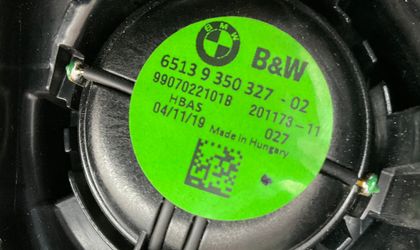 BMW
B&W
6513 9 350 327 - 02
9907022101B 201173-11
HBAS 027
04/11/19 Made in Hungary